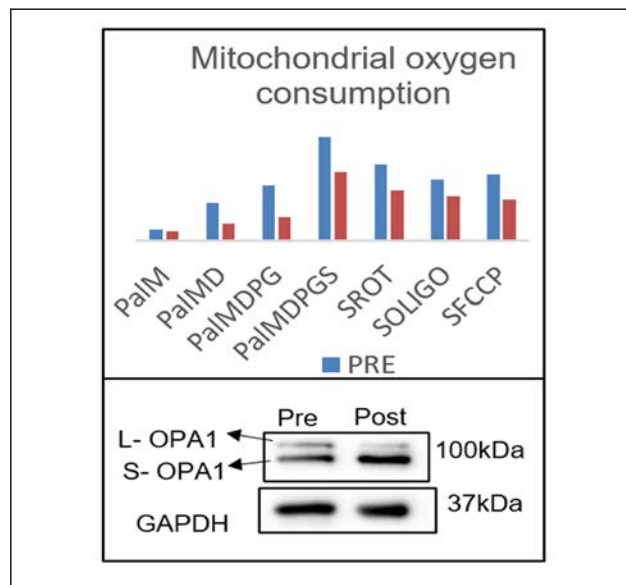 Mitochondrial oxygen
consumption
PalM
PalMD
PalMDPG
PalMDPGS
SROT
SOLIGO
SFCCP
PRE
Pre Post
L- OPA1
100kDa
S- OPA1
37kDa
GAPDH